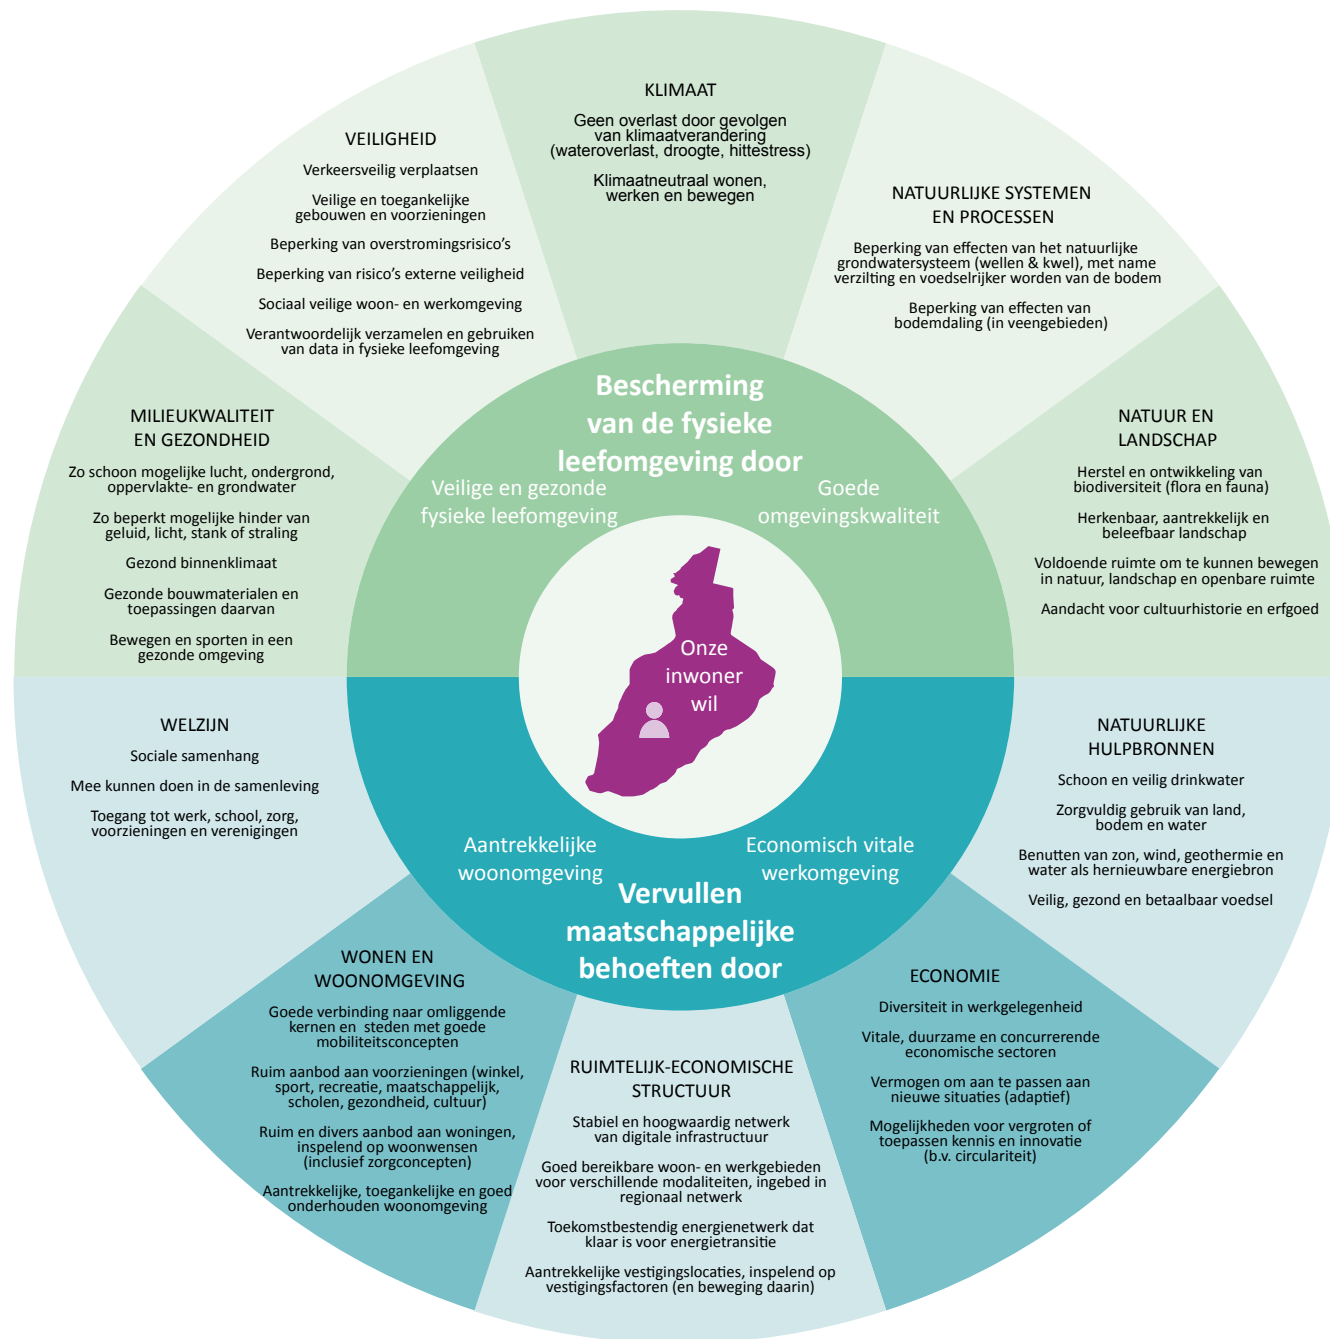 KLIMAAT
Geen overlast door gevolgen
van klimaatverandering
(wateroverlast, droogte, hittestress)
Klimaatneutraal wonen,
werken en bewegen
VEILIGHEID
Verkeersveilig verplaatsen
Veilige en toegankelijke
gebouwen en voorzieningen
Beperking van overstromingsrisico's
Beperking van risico's externe veiligheid
Sociaal veilige woon- en werkomgeving
Verantwoordelijk verzamelen en gebruiken
van data in fysieke leefomgeving
NATUURLIJKE SYSTEMEN
EN PROCESSEN
Beperking van effecten van het natuurlijke
grondwatersysteem (wellen & kwel), met name
verzilting en voedselrijker worden van de bodem
Beperking van effecten van
bodemdaling (in veengebieden)
MILIEUKWALITEIT
EN GEZONDHEID
Zo schoon mogelijke lucht, ondergrond,
oppervlakte- en grondwater
Zo beperkt mogelijke hinder van
geluid, licht, stank of straling
Gezond binnenklimaat
Gezonde bouwmaterialen en
toepassingen daarvan
Bewegen en sporten in een
gezonde omgeving
Bescherming
van de fysieke
leefomgeving door
Veilige en gezonde
fysieke leefomgeving
Goede
omgevingskwaliteit
NATUUR EN
LANDSCHAP
Herstel en ontwikkeling van
biodiversiteit (flora en fauna)
Herkenbaar, aantrekkelijk en
beleefbaar landschap
Voldoende ruimte om te kunnen bewegen
in natuur, landschap en openbare ruimte
Aandacht voor cultuurhistorie en erfgoed
Onze
inwoner
wil
WELZIJN
Sociale samenhang
Mee kunnen doen in de samenleving
Toegang tot werk, school, zorg,
voorzieningen en verenigingen
Aantrekkelijke
woonomgeving
Economisch vitale
werkomgeving
Vervullen
maatschappelijke
behoeften door
NATUURLIJKE
HULPBRONNEN
Schoon en veilig drinkwater
Zorgvuldig gebruik van land,
bodem en water
Benutten van zon, wind, geothermie en
water als hernieuwbare energiebron
Veilig, gezond en betaalbaar voedsel
WONEN EN
WOONOMGEVING
Goede verbinding naar omliggende
kernen en steden met goede
mobiliteitsconcepten
Ruim aanbod aan voorzieningen (winkel,
sport, recreatie, maatschappelijk,
scholen, gezondheid, cultuur)
Ruim en divers aanbod aan woningen,
inspelend op woonwensen
(inclusief zorgconcepten)
Aantrekkelijke, toegankelijke en goed
onderhouden woonomgeving
RUIMTELIJK-ECONOMISCHE
STRUCTUUR
Stabiel en hoogwaardig netwerk
van digitale infrastructuur
Goed bereikbare woon- en werkgebieden
voor verschillende modaliteiten, ingebed in
regionaal netwerk
Toekomstbestendig energienetwerk dat
klaar is voor energietransitie
Aantrekkelijke vestigingslocaties, inspelend op
vestigingsfactoren (en beweging daarin)
ECONOMIE
Diversiteit in werkgelegenheid
Vitale, duurzame en concurrerende
economische sectoren
Vermogen om aan te passen aan
nieuwe situaties (adaptief)
Mogelijkheden voor vergroten of
toepassen kennis en innovatie
(b.v. circulariteit)